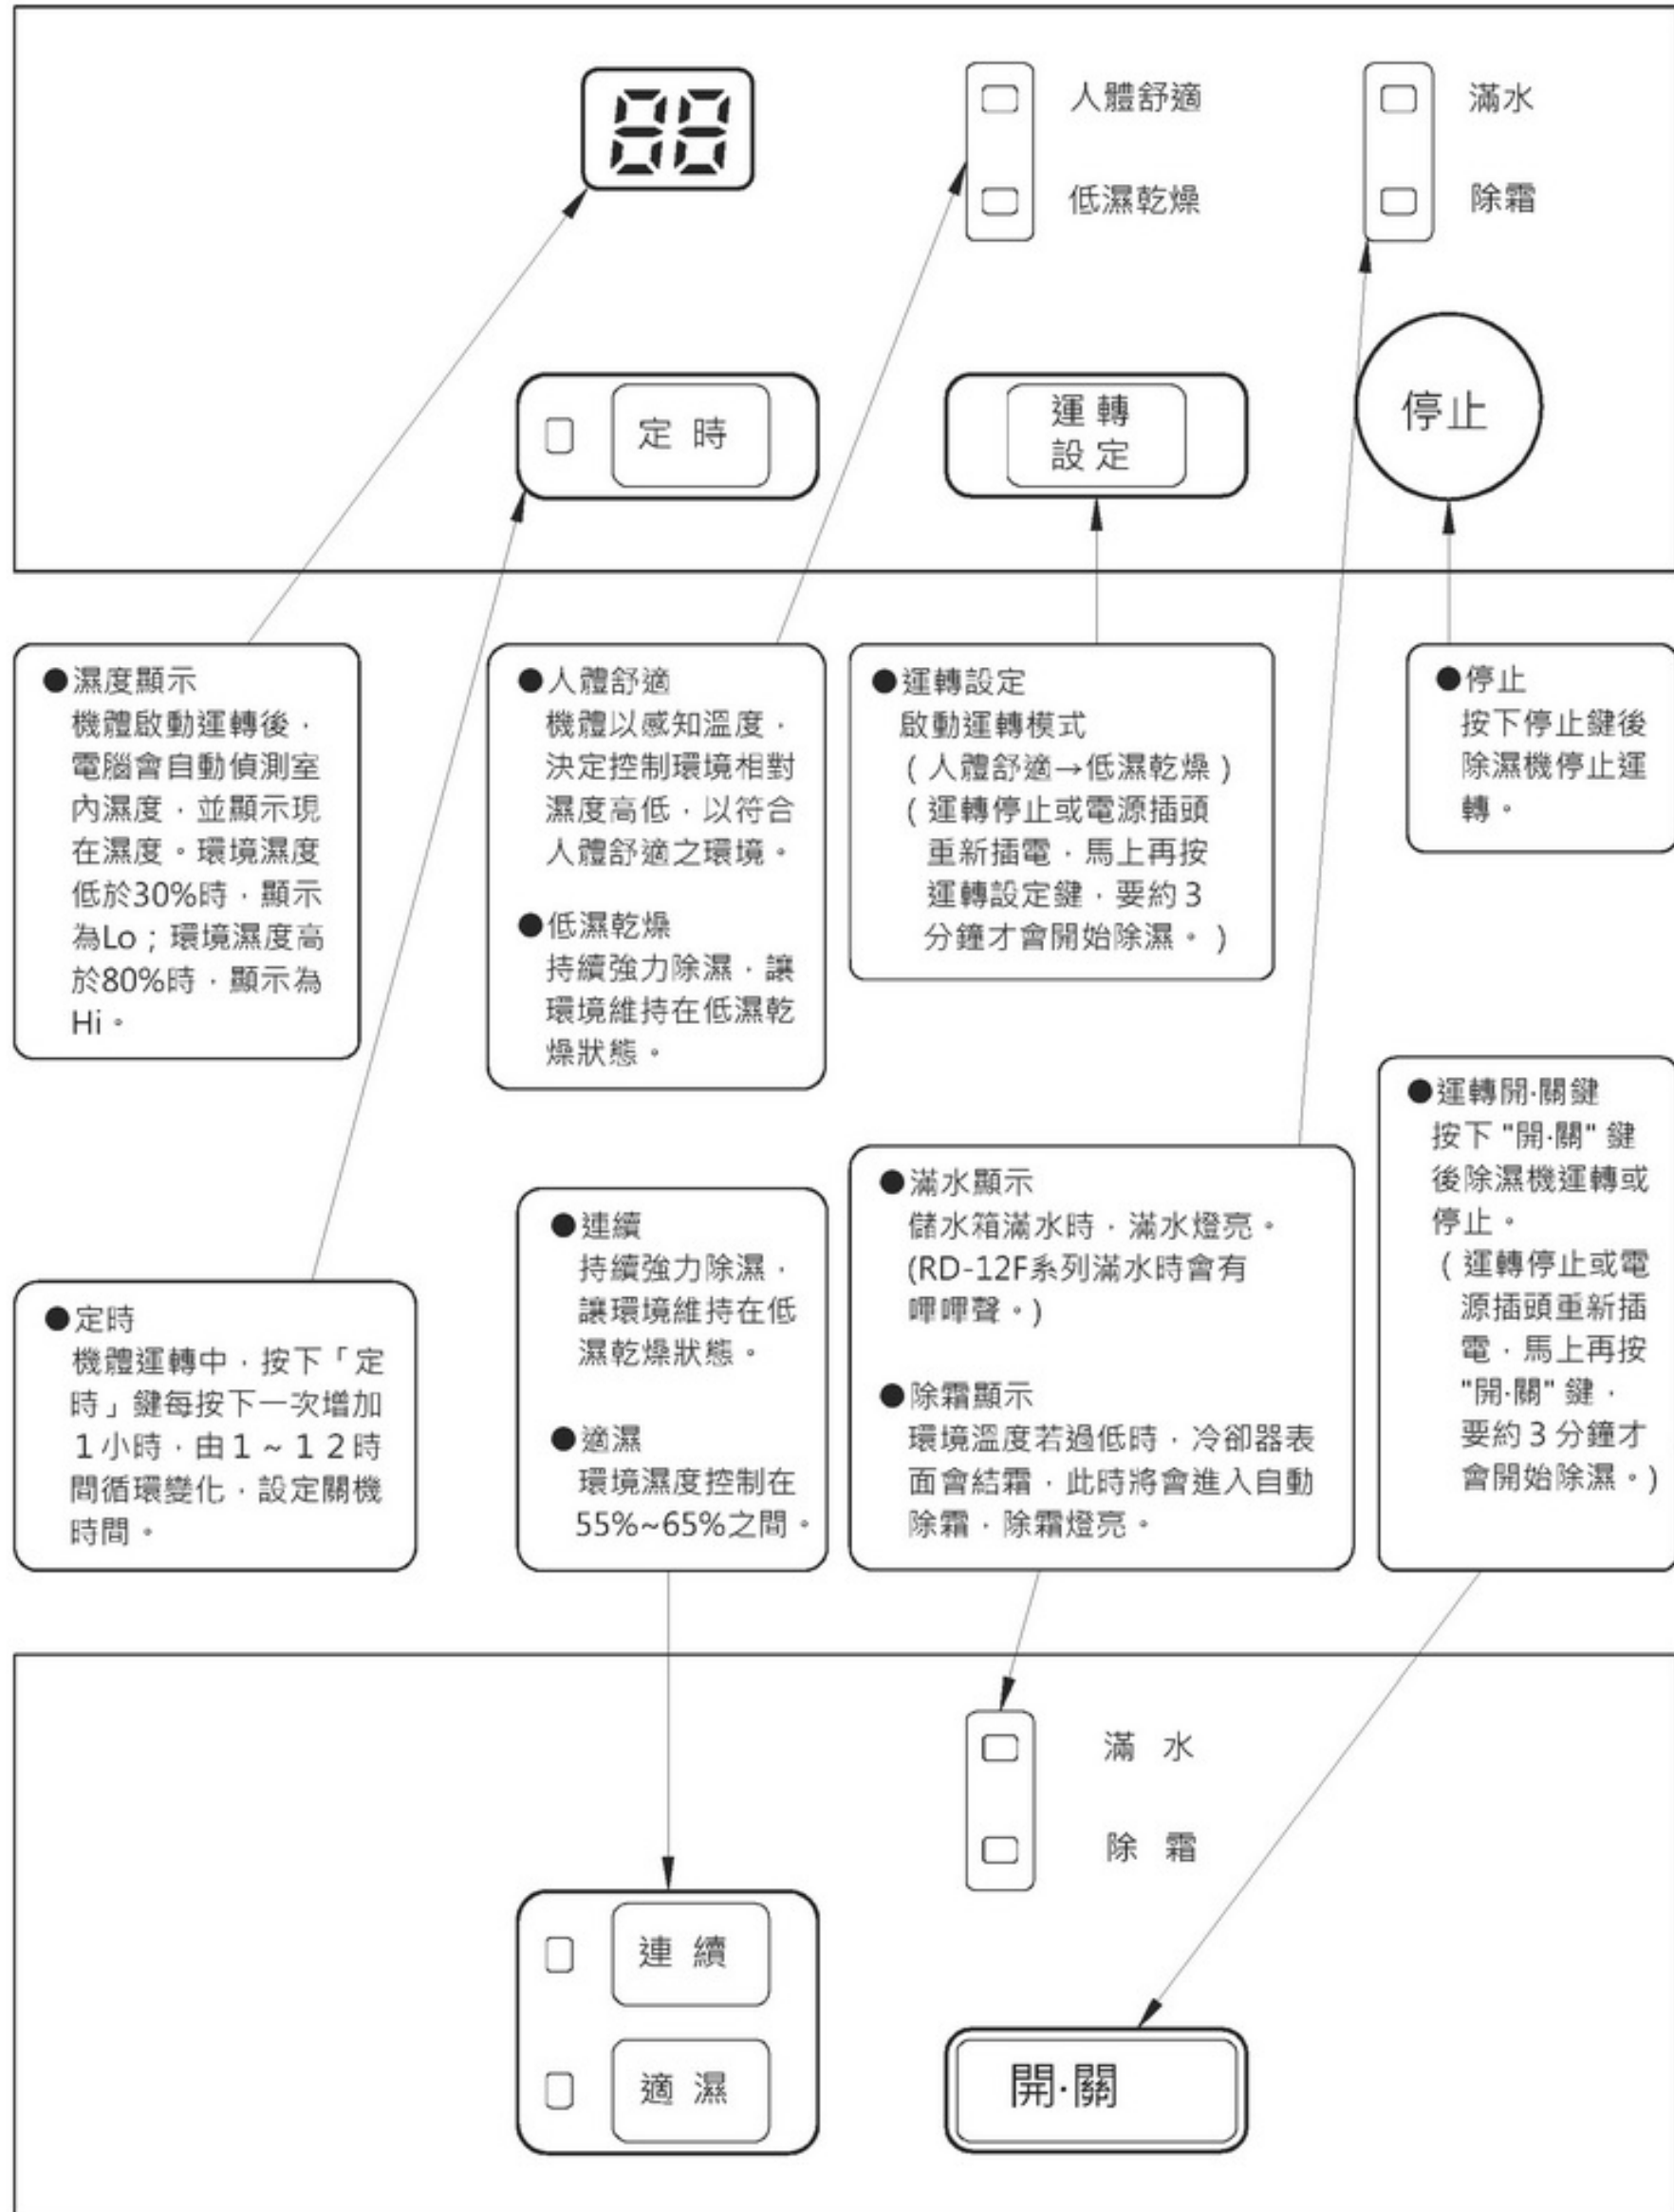 88
人體舒適
低濕乾燥
滿水
除霜
定 時
運 轉
設 定
停止
●濕度顯示
機體啟動運轉後，
電腦會自動偵測室
內濕度，並顯示現
在濕度。環境濕度
低於30%時，顯示
為Lo；環境濕度高
於80%時，顯示為
Hi。
●人體舒適
機體以感知溫度，
決定控制環境相對
濕度高低，以符合
人體舒適之環境。
●低濕乾燥
持續強力除濕，讓
環境維持在低濕乾
燥狀態。
●運轉設定
啟動運轉模式
（人體舒適→低濕乾燥）
（運轉停止或電源插頭
重新插電，馬上再按
運轉設定鍵，要約3
分鐘才會開始除濕。）
●停止
按下停止鍵後
除濕機停止運
轉。
●定時
機體運轉中，按下「定
時」鍵每按下一次增加
1小時，由1～12時
間循環變化，設定關機
時間。
●連續
持續強力除濕，
讓環境維持在低
濕乾燥狀態。
●適濕
環境濕度控制在
55%~65%之間。
●滿水顯示
儲水箱滿水時，滿水燈亮。
(RD-12F系列滿水時會有
嗶嗶聲。)
●除霜顯示
環境溫度若過低時，冷卻器表
面會結霜，此時將會進入自動
除霜，除霜燈亮。
●運轉開·關鍵
按下 "開·關" 鍵
後除濕機運轉或
停止。
（運轉停止或電
源插頭重新插
電，馬上再按
"開·關" 鍵，
要約3分鐘才
會開始除濕。)
滿 水
除 霜
連 續
適 濕
開·關